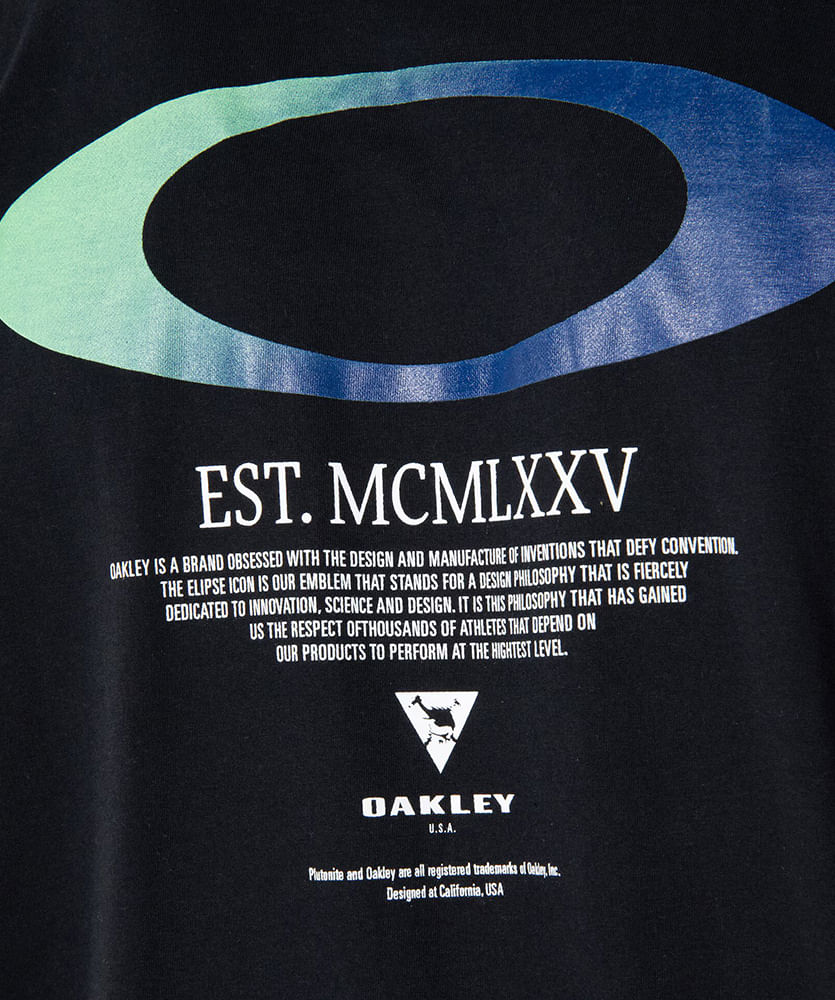 EST. MCMLXXV
OAKLEY IS A BRAND OBSESSED WITH THE DESIGN AND MANUFACTURE OF INVENTIONS THAT DEFY CONVENTION.
THE ELIPSE ICON IS OUR EMBLEM THAT STANDS FOR A DESIGN PHILOSOPHY THAT IS FIERCELY
DEDICATED TO INNOVATION, SCIENCE AND DESIGN. IT IS THIS PHILOSOPHY THAT HAS GAINED
US THE RESPECT OFTHOUSANDS OF ATHLETES THAT DEPEND ON
OUR PRODUCTS TO PERFORM AT THE HIGHTEST LEVEL.
OAKLEY
U.S.A.
Plutonite and Oakley are all registered trademarks of Oakley, Inc.
Designed at California, USA